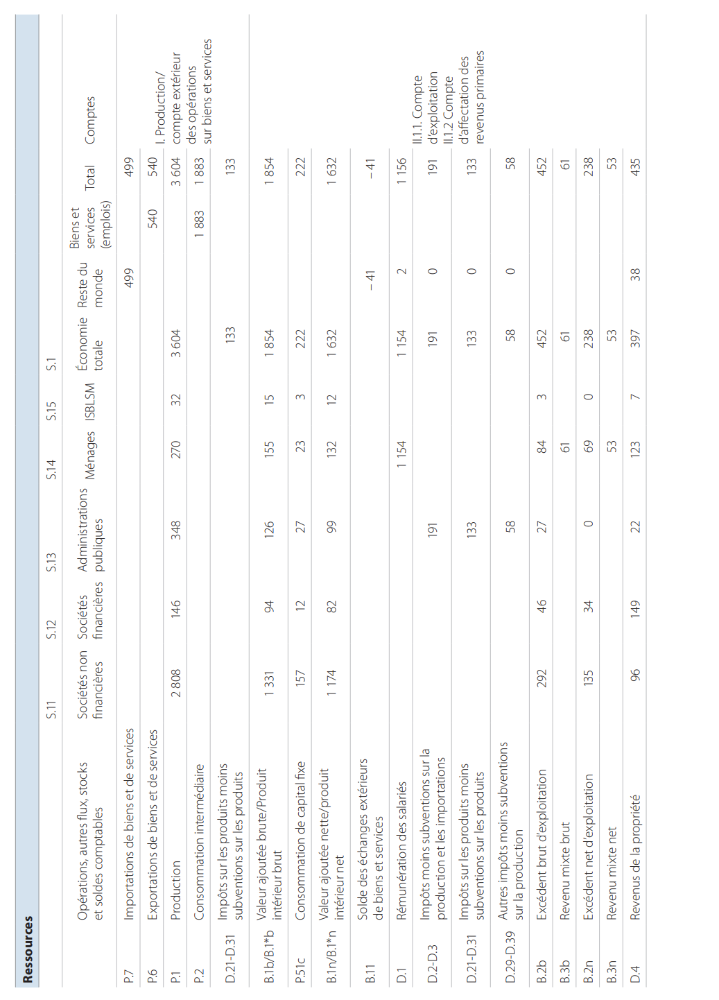 Ressources
S.11 S.12 S.13 S.14 S.15 S.1
Opérations, autres flux, stocks et soldes comptables Sociétés non financières Sociétés financières Administrations publiques Ménages ISBLSM Économie totale Reste du monde Biens et services (emplois) Total Comptes
P.7 Importations de biens et de services 499 499
P.6 Exportations de biens et de services 540 540
P.1 Production 2 808 146 348 270 32 3 604 3 604
P.2 Consommation intermédiaire 1 883 1 883
I. Production/
compte extérieur
des opérations
sur biens et services
D.21-D.31 Impôts sur les produits moins
subventions sur les produits 133 133
B.1b/B.1*b Valeur ajoutée brute/Produit
intérieur brut 1 331 94 126 155 15 1 854 1 854
P.51c Consommation de capital fixe 157 12 27 23 3 222 222
B.1n/B.1*n Valeur ajoutée nette/produit
intérieur net 1 174 82 99 132 12 1 632 1 632
B.11 Solde des échanges extérieurs
de biens et services – 41 – 41
D.1 Rémunération des salariés 1 154 1 154 2 1 156
II.1.1. Compte
d'exploitation
II.1.2 Compte
d'affectation des
revenus primaires
D.2-D.3 Impôts moins subventions sur la
production et les importations 191 191 0 191
D.21-D.31 Impôts sur les produits moins
subventions sur les produits 133 133 0 133
D.29-D.39 Autres impôts moins subventions
sur la production 58 58 0 58
B.2b Excédent brut d'exploitation 292 46 27 84 3 452 452
B.3b Revenu mixte brut 61 61 61
B.2n Excédent net d'exploitation 135 34 0 69 0 238 238
B.3n Revenu mixte net 53 53 53
D.4 Revenus de la propriété 96 149 22 123 7 397 38 435